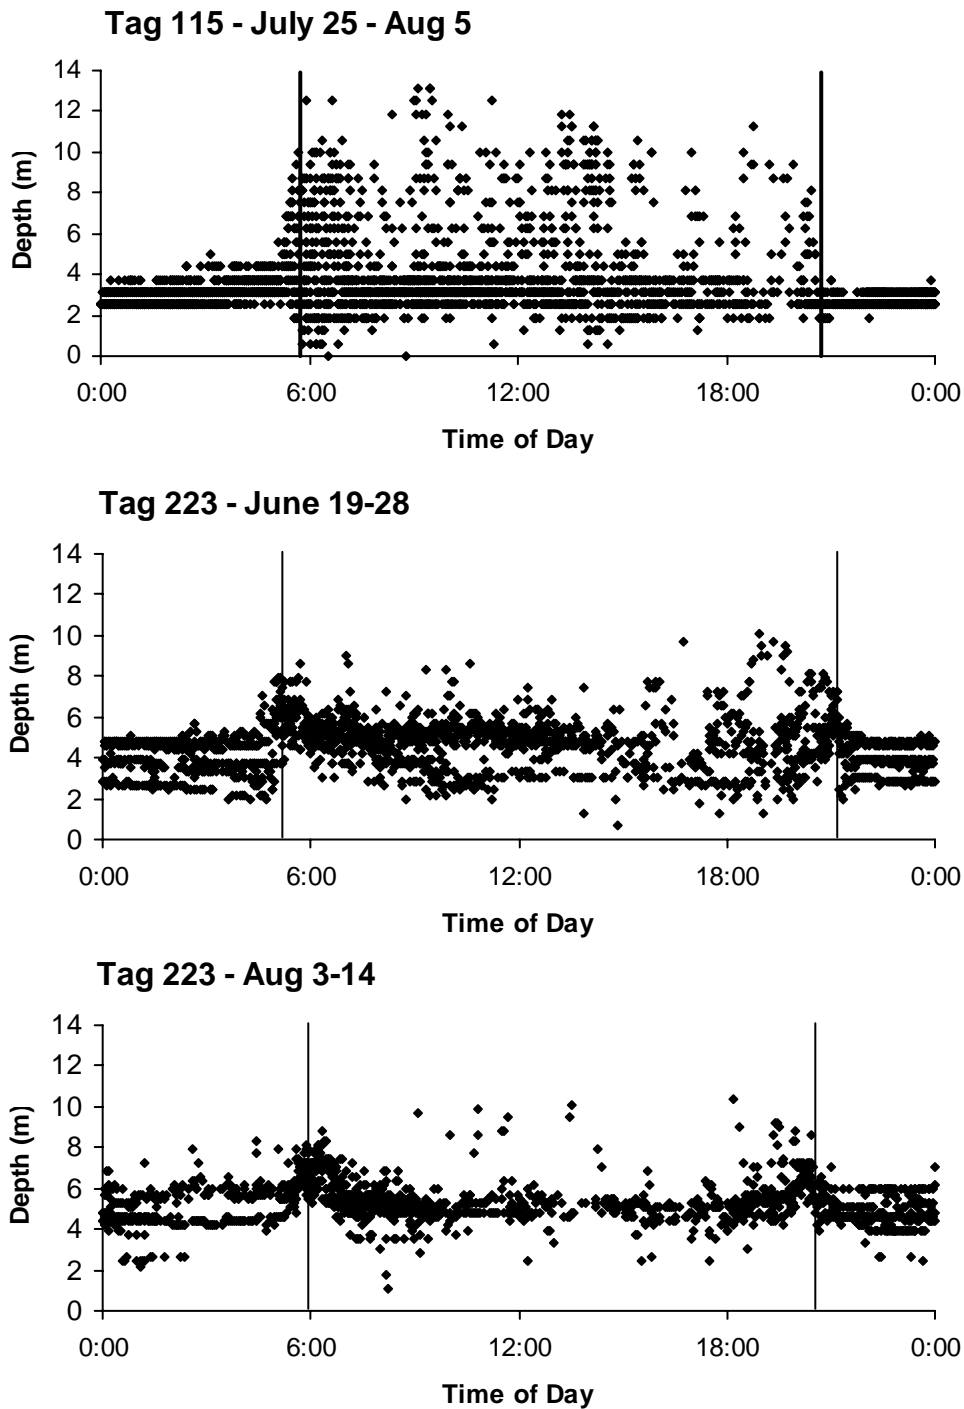 Tag 115 - July 25 - Aug 5
14
12
10
8
6
4
2
0
Depth (m)
0:00 6:00 12:00 18:00 0:00
Time of Day
Tag 223 - June 19-28
14
12
10
8
6
4
2
0
Depth (m)
0:00 6:00 12:00 18:00 0:00
Time of Day
Tag 223 - Aug 3-14
14
12
10
8
6
4
2
0
Depth (m)
0:00 6:00 12:00 18:00 0:00
Time of Day